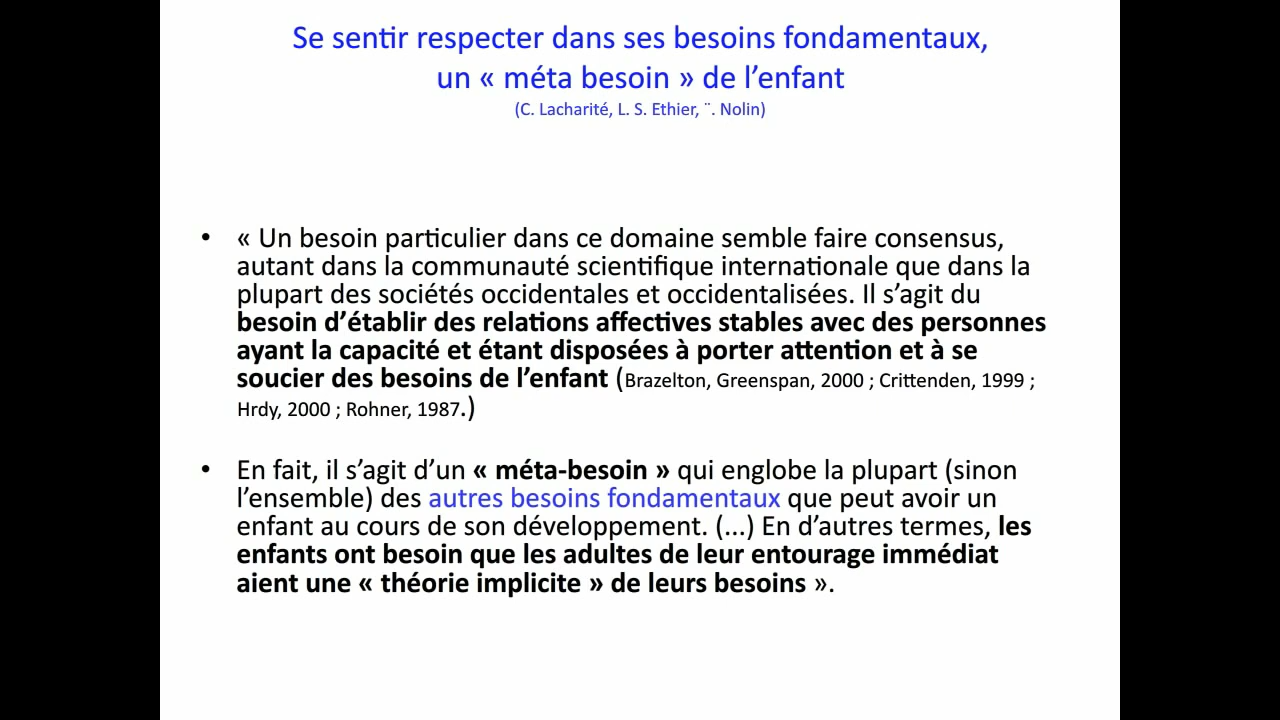 Se sentir respecter dans ses besoins fondamentaux,
un « méta besoin » de l’enfant
(C. Lacharité, L. S. Ethier, ¨. Nolin)
• « Un besoin particulier dans ce domaine semble faire consensus,
autant dans la communauté scientifique internationale que dans la
plupart des sociétés occidentales et occidentalisées. Il s’agit du
besoin d’établir des relations affectives stables avec des personnes
ayant la capacité et étant disposées à porter attention et à se
soucier des besoins de l’enfant (Brazelton, Greenspan, 2000 ; Crittenden, 1999 ;
Hrdy, 2000 ; Rohner, 1987.)
• En fait, il s’agit d’un « méta-besoin » qui englobe la plupart (sinon
l’ensemble) des autres besoins fondamentaux que peut avoir un
enfant au cours de son développement. (...) En d’autres termes, les
enfants ont besoin que les adultes de leur entourage immédiat
aient une « théorie implicite » de leurs besoins ».